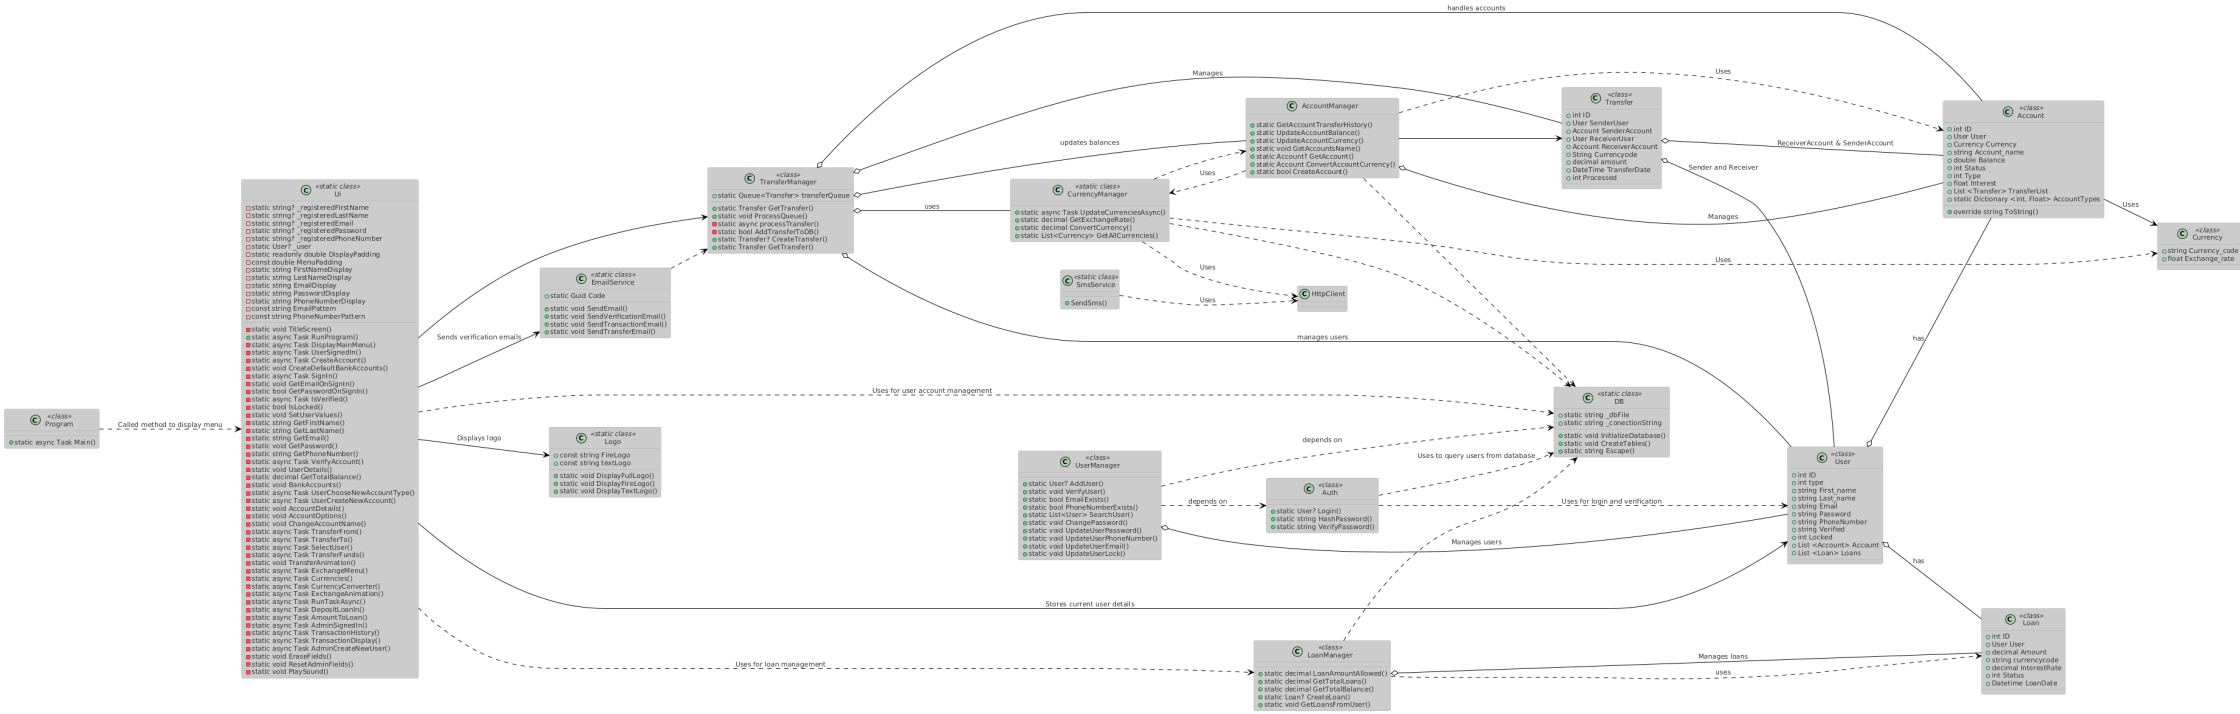 C <<class>>
Program
static async Task Main()
Called method to display menu
C <<static class>>
Ui
static string? _registeredFirstName
static string? _registeredLastName
static string? _registeredEmail
static string? _registeredPassword
static string? _registeredPhoneNumber
static User? _user
static readonly double DisplayPadding
const double MenuPadding
static string FirstNameDisplay
static string LastNameDisplay
static string EmailDisplay
static string PasswordDisplay
static string PhoneNumberDisplay
const string EmailPattern
const string PhoneNumberPattern
static void TitleScreen()
static async Task RunProgram()
static async Task DisplayMainMenu()
static async Task UserSignedIn()
static async Task CreateAccount()
static void CreateDefaultBankAccounts()
static async Task SignIn()
static void GetEmailOnSignIn()
static bool GetPasswordOnSignIn()
static async Task IsVerified()
static bool IsLocked()
static void SetUserValues()
static string GetFirstName()
static string GetLastName()
static string GetEmail()
static void GetPassword()
static string GetPhoneNumber()
static async Task VerifyAccount()
static void UserDetails()
static decimal GetTotalBalance()
static void BankAccounts()
static async Task UserChooseNewAccountType()
static async Task UserCreateNewAccount()
static void AccountDetails()
static void AccountOptions()
static void ChangeAccountName()
static async Task TransferFrom()
static async Task TransferTo()
static async Task SelectUser()
static async Task TransferFunds()
static void TransferAnimation()
static async Task ExchangeMenu()
static async Task Currencies()
static async Task CurrencyConverter()
static async Task ExchangeAnimation()
static async Task RunTaskAsync()
static async Task DepositLoanIn()
static async Task AmountToLoan()
static async Task AdminSignedIn()
static async Task TransactionHistory()
static async Task TransactionDisplay()
static async Task AdminCreateNewUser()
static void EraseFields()
static void ResetAdminFields()
static void PlaySound()
Sends verification emails
Displays logo
Uses for user account management
Stores current user details
Uses for loan management
C <<static class>>
EmailService
static Guid Code
static void SendEmail()
static void SendVerificationEmail()
static void SendTransactionEmail()
static void SendTransferEmail()
C <<static class>>
Logo
const string FireLogo
const string textLogo
static void DisplayFullLogo()
static void DisplayFireLogo()
static void DisplayTextLogo()
C <<class>>
TransferManager
static Queue<Transfer> transferQueue
static Transfer GetTransfer()
static void ProcessQueue()
static async processTransfer()
static bool AddTransferToDB()
static Transfer? CreateTransfer()
static Transfer GetTransfer()
handles accounts
Manages
updates balances
uses
manages users
C <<static class>>
CurrencyManager
static async Task UpdateCurrenciesAsync()
static decimal GetExchangeRate()
static decimal ConvertCurrency()
static List<Currency> GetAllCurrencies()
Uses
Uses
Uses
C <<static class>>
SmsService
SendSms()
Uses
C HttpClient
C AccountManager
static GetAccountTransferHistory()
static UpdateAccountBalance()
static UpdateAccountCurrency()
static void GetAccountsName()
static Account? GetAccount()
static Account ConvertAccountCurrency()
static bool CreateAccount()
Uses
Manages
C <<class>>
Transfer
int ID
User SenderUser
Account SenderAccount
User ReceiverUser
Account ReceiverAccount
String Currencycode
decimal amount
DateTime TransferDate
int Processed
ReceiverAccount & SenderAccount
Sender and Receiver
C <<class>>
Account
int ID
User User
Currency Currency
string Account_name
double Balance
int Status
int Type
float Interest
List <Transfer> TransferList
static Dictionary <int, Float> AccountTypes
override string ToString()
Uses
C <<class>>
Currency
string Currency_code
float Exchange_rate
C <<static class>>
DB
static string _dbFile
static string _conectionString
static void InitializeDatabase()
static void CreateTables()
static string Escape()
C <<class>>
UserManager
static User? AddUser()
static void VerifyUser()
static bool EmailExists()
static bool PhoneNumberExists()
static List<User> SearchUser()
static void ChangePassword()
static void UpdateUserPassword()
static void UpdateUserPhoneNumber()
static void UpdateUserEmail()
static void UpdateUserLock()
depends on
depends on
Manages users
C <<class>>
Auth
static User? Login()
static string HashPassword()
static string VerifyPassword()
Uses to query users from database
Uses for login and verification
C <<class>>
User
int ID
int type
string First_name
string Last_name
string Email
string Password
string PhoneNumber
string Verified
int Locked
List <Account> Account
List <Loan> Loans
has
has
C <<class>>
LoanManager
static decimal LoanAmountAllowed()
static decimal GetTotalLoans()
static decimal GetTotalBalance()
static Loan? CreateLoan()
static void GetLoansFromUser()
Manages loans
uses
C <<class>>
Loan
int ID
User User
decimal Amount
string currencycode
decimal InterestRate
int Status
Datetime LoanDate